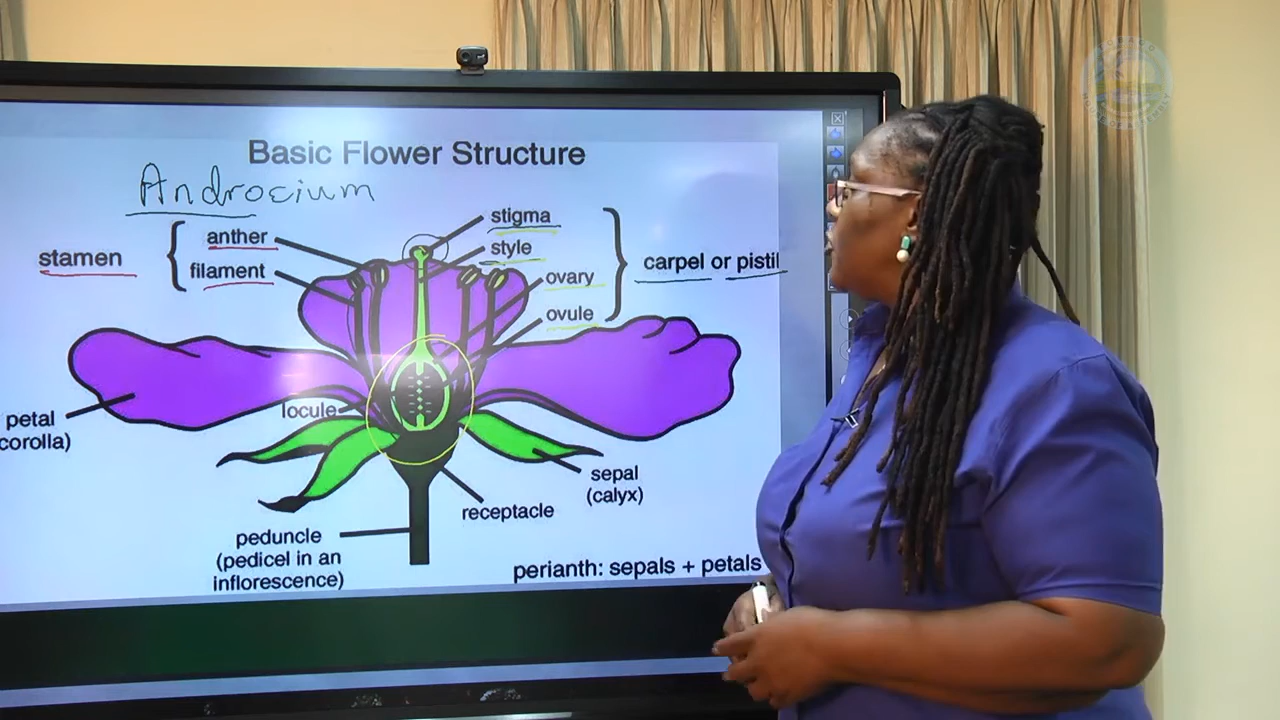 Basic Flower Structure
Androcium
stamen
anther
filament
stigma
style
ovary
ovule
carpel or pistil
petal
corolla)
locule
sepal
(calyx)
receptacle
peduncle
(pedicel in an
inflorescence)
perianth: sepals + petals